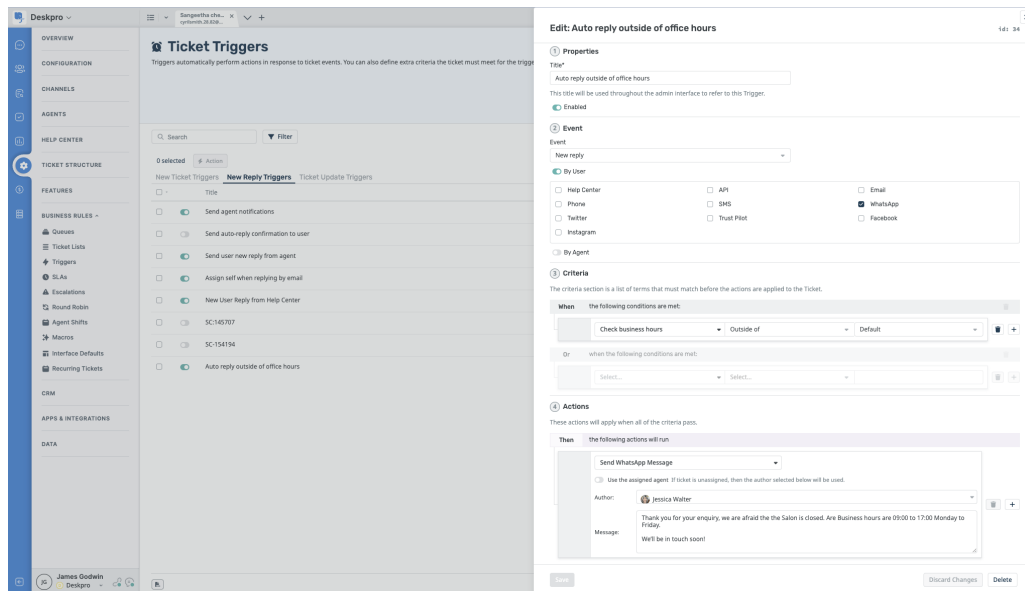 Deskpro
Sangeetha che... ×
cyrilsmith.28.82@...
OVERVIEW
CONFIGURATION
CHANNELS
AGENTS
HELP CENTER
TICKET STRUCTURE
FEATURES
BUSINESS RULES
Queues
Ticket Lists
Triggers
SLAs
Escalations
Round Robin
Agent Shifts
Macros
Interface Defaults
Recurring Tickets
CRM
APPS & INTEGRATIONS
DATA
JG
James Godwin
Deskpro
Ticket Triggers
Triggers automatically perform actions in response to ticket events. You can also define extra criteria the ticket must meet for the trigge
Search
Filter
0 selected
Action
New Ticket Triggers New Reply Triggers Ticket Update Triggers
Title
Send agent notifications
Send auto-reply confirmation to user
Send user new reply from agent
Assign self when replying by email
New User Reply from Help Center
SC:145707
SC-154194
Auto reply outside of office hours
Edit: Auto reply outside of office hours
id: 34
1 Properties
Title*
Auto reply outside of office hours
This title will be used throughout the admin interface to refer to this Trigger.
Enabled
2 Event
Event
New reply
By User
Help Center API Email
Phone SMS WhatsApp
Twitter Trust Pilot Facebook
Instagram
By Agent
3 Criteria
The criteria section is a list of terms that must match before the actions are applied to the Ticket.
When the following conditions are met:
Check business hours Outside of Default
Or when the following conditions are met:
Select... Select...
4 Actions
These actions will apply when all of the criteria pass.
Then the following actions will run
Send WhatsApp Message
Use the assigned agent If ticket is unassigned, then the author selected below will be used.
Author: Jessica Walter
Message:
Thank you for your enquiry, we are afraid the the Salon is closed. Are Business hours are 09:00 to 17:00 Monday to
Friday.
We'll be in touch soon!
Save
Discard Changes
Delete